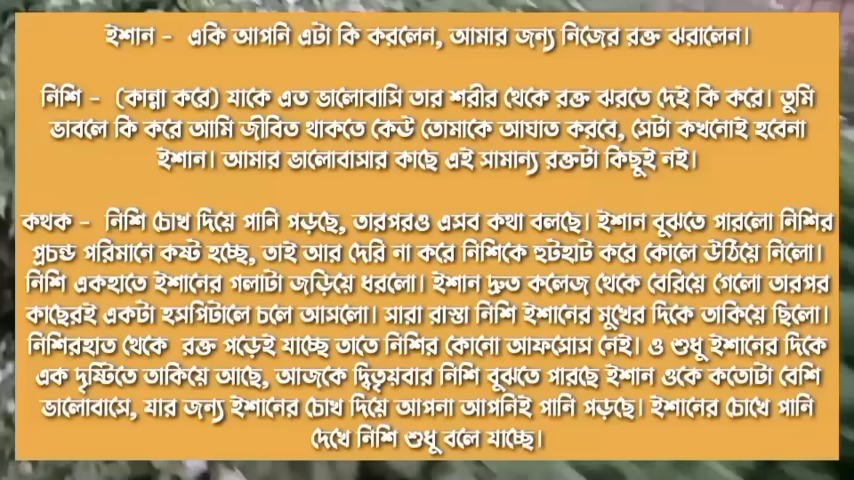 ইশান - একি আপনি এটা কি করলেন, আমার জন্য নিজের রক্ত ঝরালেন।
নিশি - (কান্না করে) যাকে এত ভালোবাসি তার শরীর থেকে রক্ত ঝরতে দেই কি করে। তুমি
ভাবলে কি করে আমি জীবিত থাকতে কেউ তোমাকে আঘাত করবে, সেটা কখনোই হবেনা
ইশান। আমার ভালোবাসার কাছে এই সামান্য রক্তটা কিছুই নই।
কথক - নিশি চোখ দিয়ে পানি পড়ছে, তারপরও এসব কথা বলছে। ইশান বুঝতে পারলো নিশির
প্রচন্ড পরিমানে কষ্ট হচ্ছে, তাই আর দেরি না করে নিশিকে হুটহাট করে কোলে উঠিয়ে নিলো।
নিশি একহাতে ইশানের গলাটা জড়িয়ে ধরলো। ইশান দ্রুত কলেজ থেকে বেরিয়ে গেলো তারপর
কাছেরই একটা হসপিটালে চলে আসলো। সারা রাস্তা নিশি ইশানের মুখের দিকে তাকিয়ে ছিলো।
নিশিরহাত থেকে রক্ত পড়েই যাচ্ছে তাতে নিশির কোনো আফসোস নেই। ও শুধু ইশানের দিকে
এক দৃষ্টিতে তাকিয়ে আছে, আজকে দ্বিতৃয়বার নিশি বুঝতে পারছে ইশান ওকে কতোটা বেশি
ভালোবাসে, যার জন্য ইশানের চোখ দিয়ে আপনা আপনিই পানি পড়ছে। ইশানের চোখে পানি
দেখে নিশি শুধু বলে যাচ্ছে।